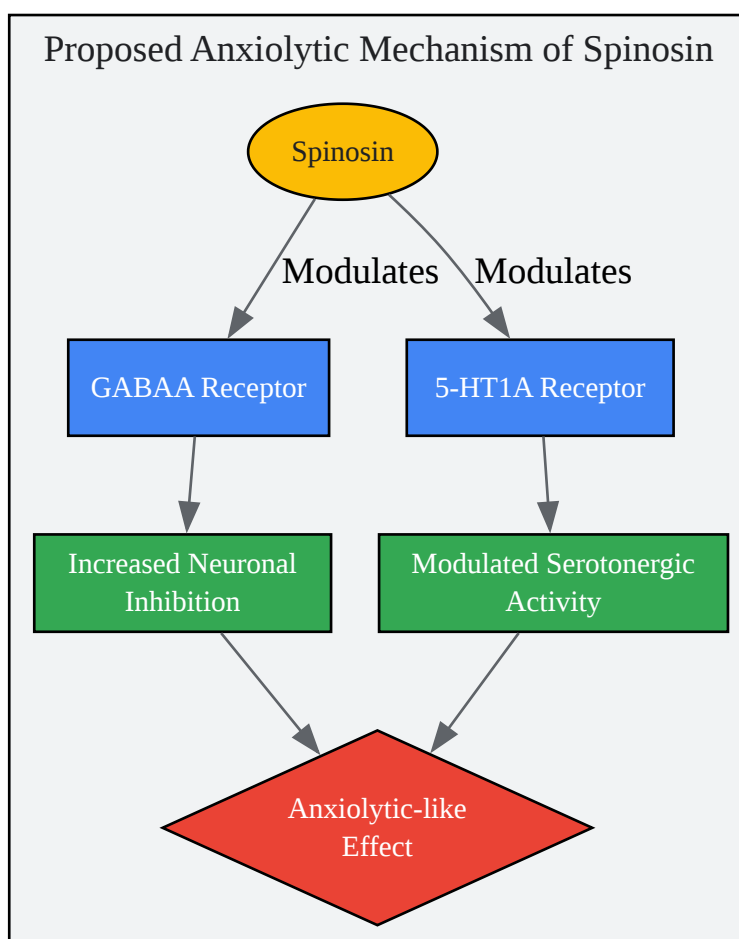 Proposed Anxiolytic Mechanism of Spinosin
Spinosin
Modulates
Modulates
GABAA Receptor
5-HT1A Receptor
Increased Neuronal
Inhibition
Modulated Serotonergic
Activity
Anxiolytic-like
Effect